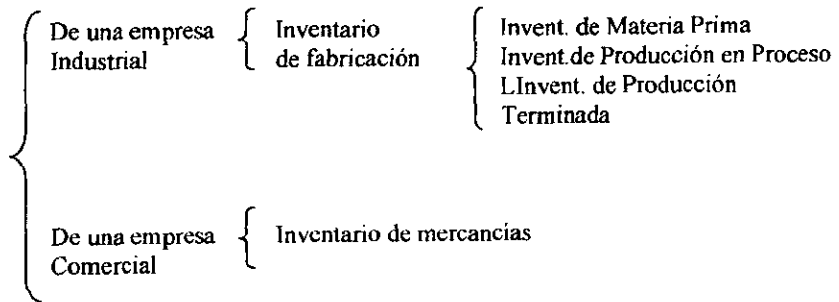 De una empresa
Industrial
Inventario
de fabricación
Invent. de Materia Prima
Invent.de Producción en Proceso
LInvent. de Producción
Terminada
De una empresa
Comercial
Inventario de mercancías